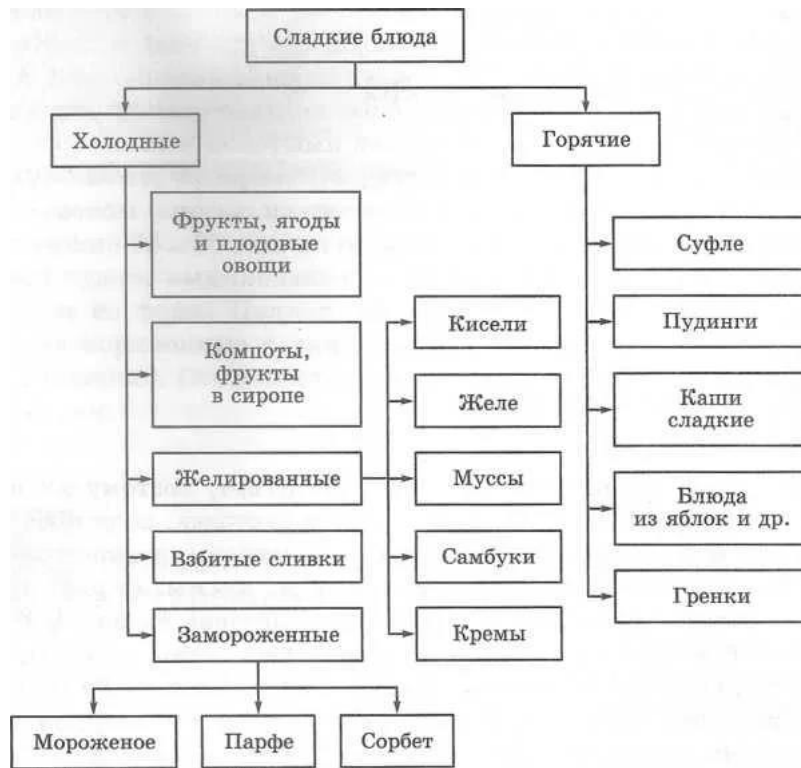 Сладкие блюда
Холодные
Горячие
Фрукты, ягоды
и плодовые
овощи
Компоты,
фрукты
в сиропе
Желированные
Взбитые сливки
Замороженные
Мороженое
Парфе
Сорбет
Кисели
Желе
Муссы
Самбуки
Кремы
Суфле
Пудинги
Каши
сладкие
Блюда
из яблок и др.
Гренки